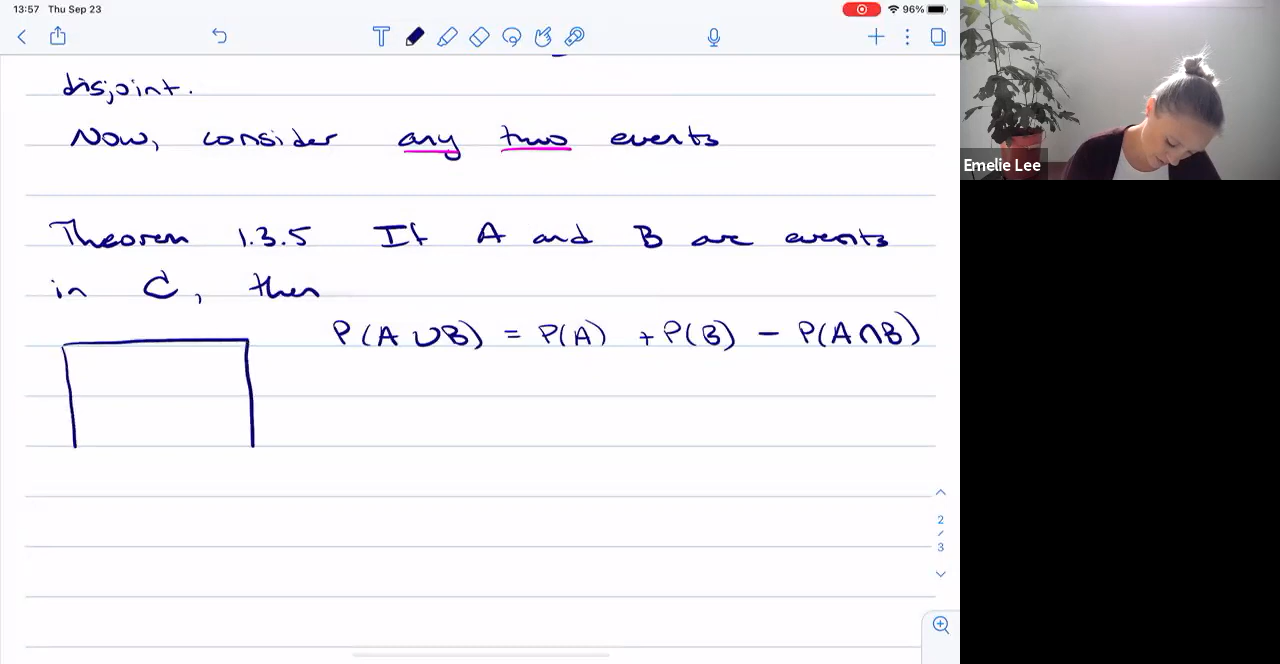 13:57 Thu Sep 23
96%
disjoint.
Now, consider any two events
Emelie Lee
Theorem 1.3.5 If A and B are events
in C, then
P(A ∪ B) = P(A) + P(B) - P(A ∩ B)
2
/
3